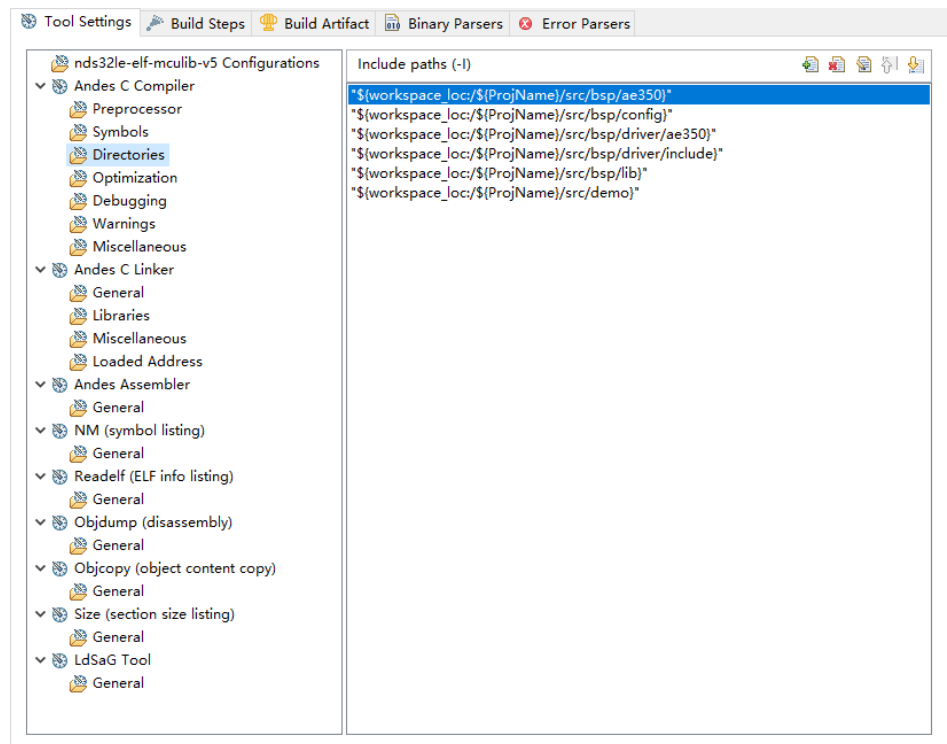 Tool Settings Build Steps Build Artifact Binary Parsers Error Parsers
nds32le-elf-mculib-v5 Configurations
Andes C Compiler
Preprocessor
Symbols
Directories
Optimization
Debugging
Warnings
Miscellaneous
Andes C Linker
General
Libraries
Miscellaneous
Loaded Address
Andes Assembler
General
NM (symbol listing)
General
Readelf (ELF info listing)
General
Objdump (disassembly)
General
Objcopy (object content copy)
General
Size (section size listing)
General
LdSaG Tool
General
Include paths (-I)
"${workspace_loc:/${ProjName}/src/bsp/ae350}"
"${workspace_loc:/${ProjName}/src/bsp/config}"
"${workspace_loc:/${ProjName}/src/bsp/driver/ae350}"
"${workspace_loc:/${ProjName}/src/bsp/driver/include}"
"${workspace_loc:/${ProjName}/src/bsp/lib}"
"${workspace_loc:/${ProjName}/src/demo}"